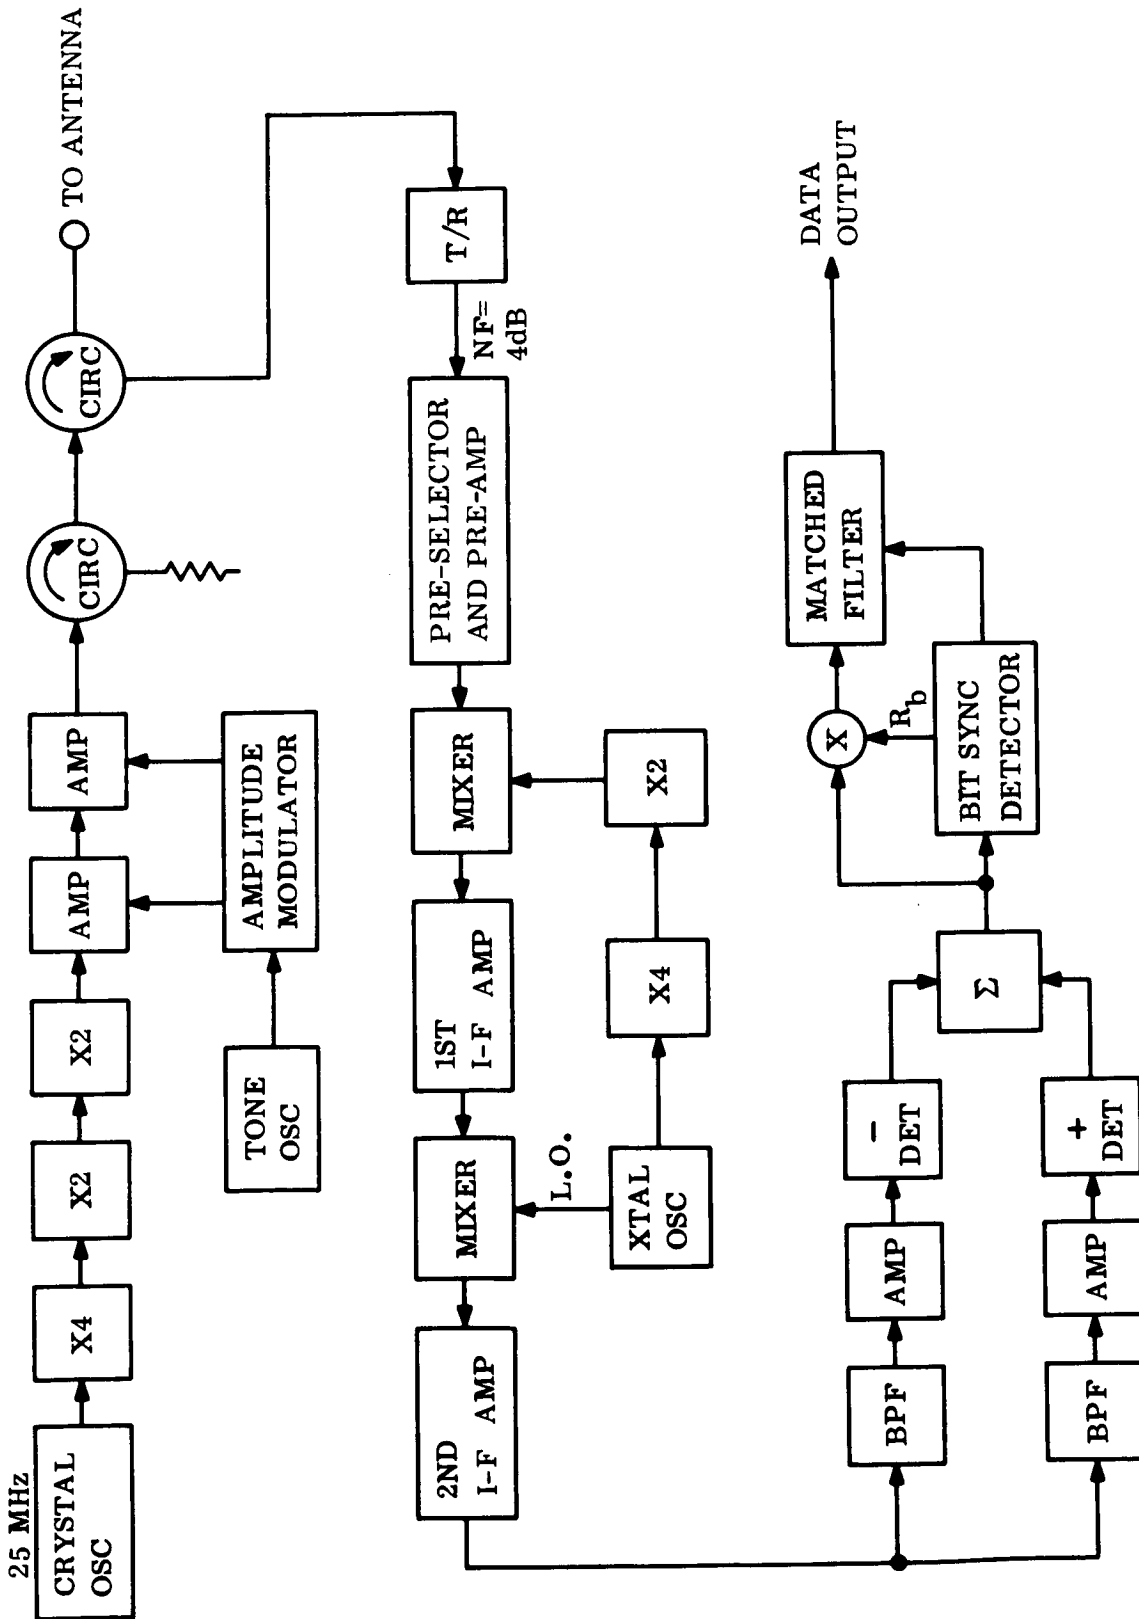 25 MHz
CRYSTAL
OSC
X4
X2
X2
AMP
AMP
CIRC
CIRC
TO ANTENNA
TONE
OSC
AMPLITUDE
MODULATOR
2ND
I-F AMP
MIXER
1ST
I-F AMP
MIXER
PRE-SELECTOR
AND PRE-AMP
NF=
4dB
T/R
L.O.
XTAL
OSC
X4
X2
BPF
AMP
−
DET
BPF
AMP
+
DET
Σ
X
R_b
BIT SYNC
DETECTOR
MATCHED
FILTER
DATA
OUTPUT